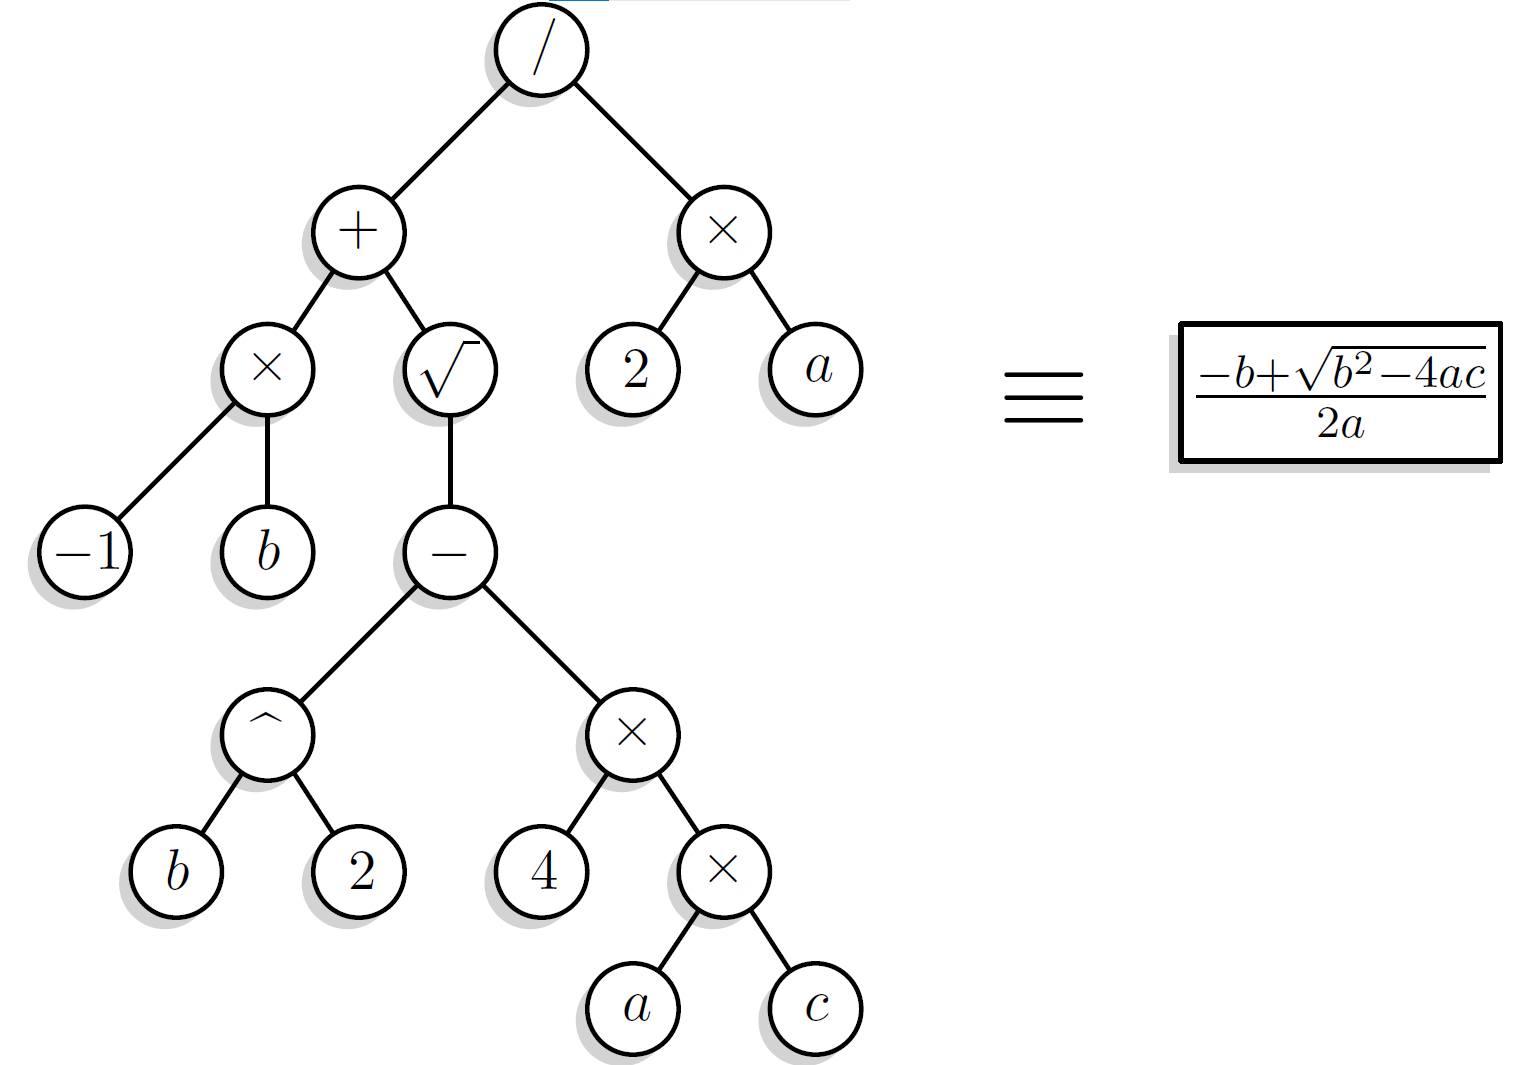 /
+ ×
× √ 2 a
≡
−b+√b²−4ac
2a
−1 b −
^ ×
b 2 4 ×
a c